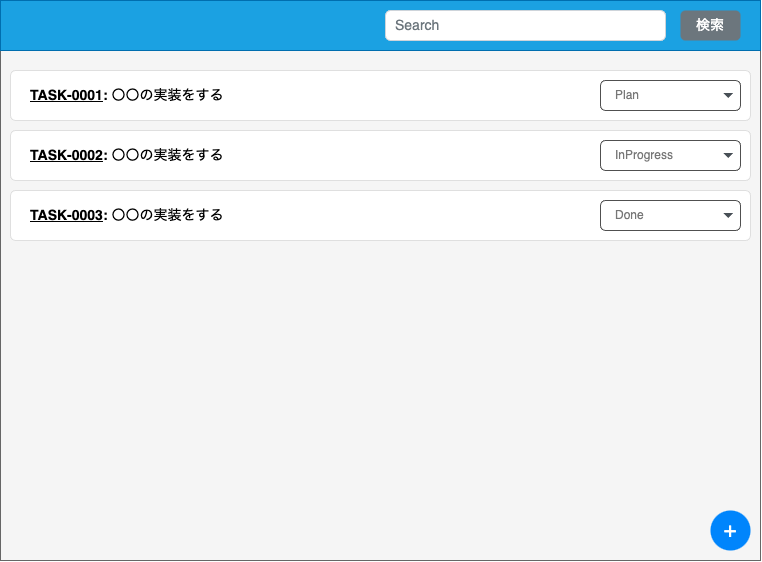 Search 検索
TASK-0001: 〇〇の実装をする Plan
TASK-0002: 〇〇の実装をする InProgress
TASK-0003: 〇〇の実装をする Done
+